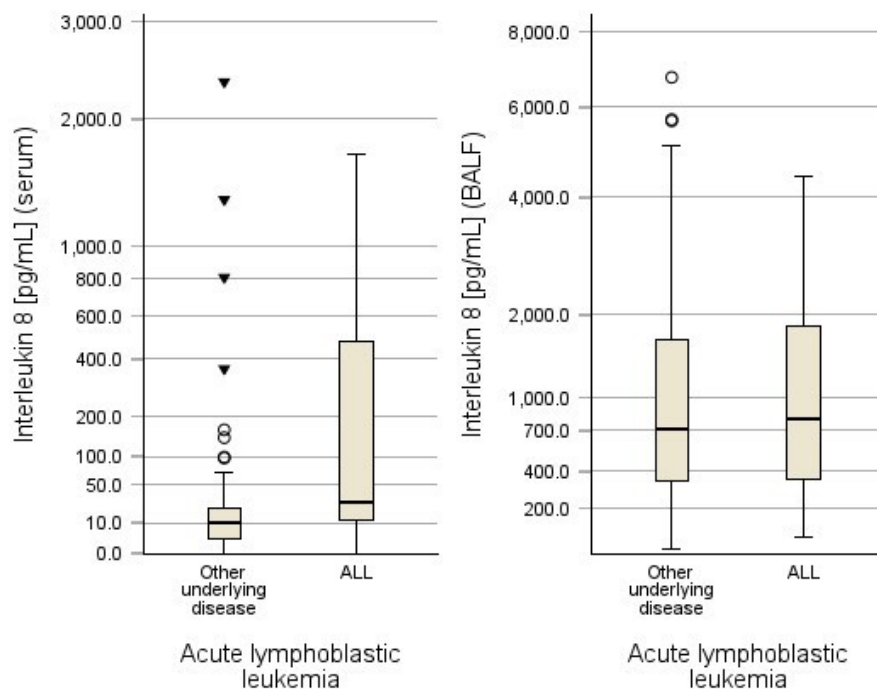 Interleukin 8 [pg/mL] (serum)
3,000.0
2,000.0
1,000.0
800.0
600.0
400.0
200.0
100.0
50.0
10.0
0.0
Other
underlying
disease
ALL
Acute lymphoblastic
leukemia
Interleukin 8 [pg/mL] (BALF)
8,000.0
6,000.0
4,000.0
2,000.0
1,000.0
700.0
400.0
200.0
Other
underlying
disease
ALL
Acute lymphoblastic
leukemia